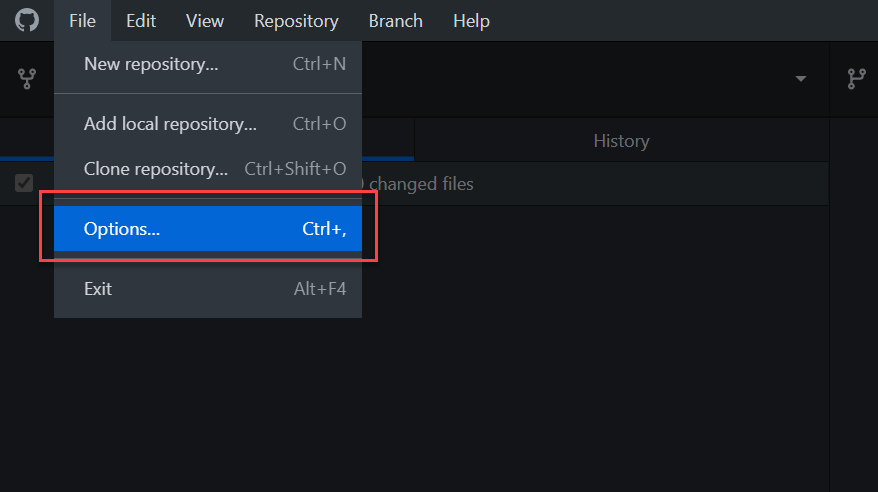 File Edit View Repository Branch Help
New repository... Ctrl+N
Add local repository... Ctrl+O
History
Clone repository... Ctrl+Shift+O
changed files
Options... Ctrl+,
Exit Alt+F4